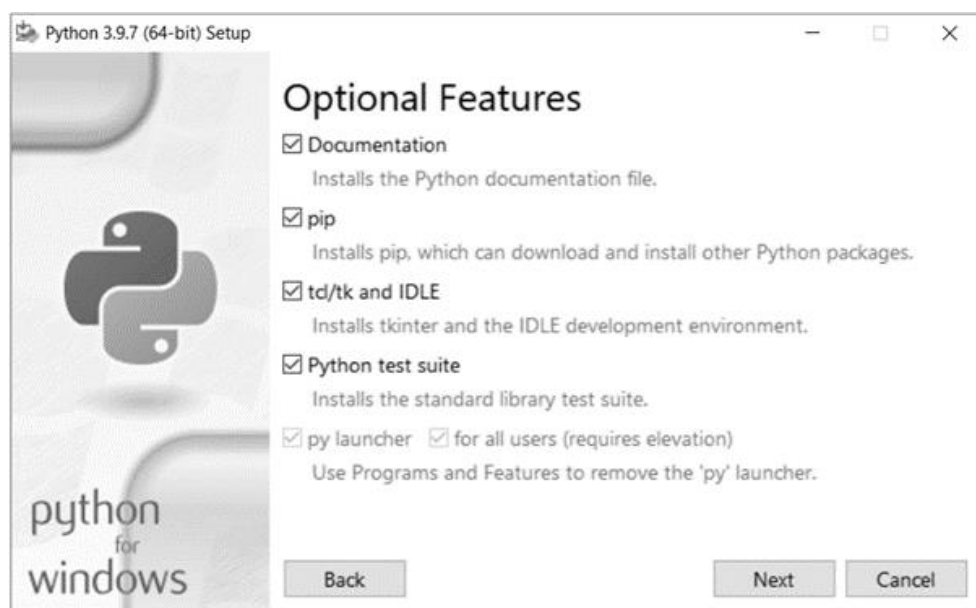 Python 3.9.7 (64-bit) Setup
Optional Features
Documentation
Installs the Python documentation file.
pip
Installs pip, which can download and install other Python packages.
tcl/tk and IDLE
Installs tkinter and the IDLE development environment.
Python test suite
Installs the standard library test suite.
py launcher for all users (requires elevation)
Use Programs and Features to remove the 'py' launcher.
python
for
windows
Back Next Cancel